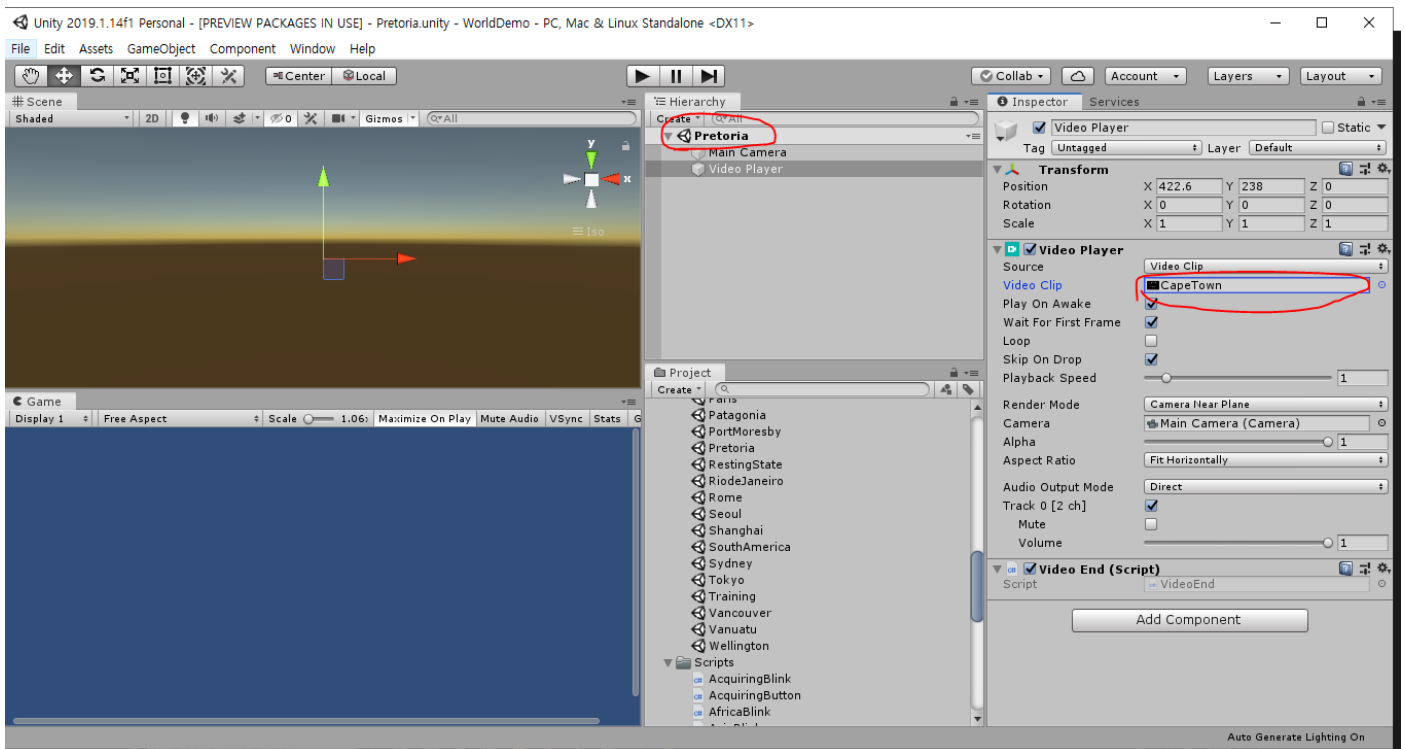 Unity 2019.1.14f1 Personal - [PREVIEW PACKAGES IN USE] - Pretoria.unity - WorldDemo - PC, Mac & Linux Standalone <DX11>
File Edit Assets GameObject Component Window Help
Center Local Collab Account Layers Layout
Scene
Shaded 2D 0 Gizmos All
y
x
Iso
Game
Display 1 Free Aspect Scale 1.06 Maximize On Play Mute Audio VSync Stats G
Hierarchy
Create All
Pretoria
Main Camera
Video Player
Project
Create
Paris
Patagonia
PortMoresby
Pretoria
RestingState
RiodeJaneiro
Rome
Seoul
Shanghai
SouthAmerica
Sydney
Tokyo
Training
Vancouver
Vanuatu
Wellington
Scripts
AcquiringBlink
AcquiringButton
AfricaBlink
Inspector Services
Video Player Static
Tag Untagged Layer Default
Transform
Position X 422.6 Y 238 Z 0
Rotation X 0 Y 0 Z 0
Scale X 1 Y 1 Z 1
Video Player
Source Video Clip
Video Clip CapeTown
Play On Awake
Wait For First Frame
Loop
Skip On Drop
Playback Speed 1
Render Mode Camera Near Plane
Camera Main Camera (Camera)
Alpha 1
Aspect Ratio Fit Horizontally
Audio Output Mode Direct
Track 0 [2 ch]
Mute
Volume 1
Video End (Script)
Script VideoEnd
Add Component
Auto Generate Lighting On